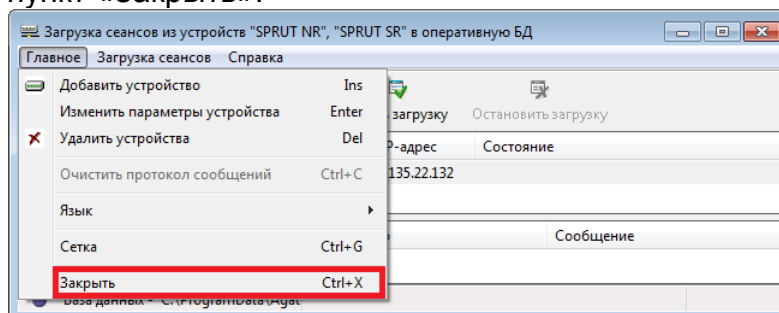 пункт «Закрыть».
Загрузка сеансов из устройств "SPRUT NR", "SPRUT SR" в оперативную БД
Главное Загрузка сеансов Справка
Добавить устройство Ins
Изменить параметры устройства Enter
загрузку Остановить загрузку
Удалить устройства Del
P-адрес Состояние
Очистить протокол сообщений Ctrl+C
135.22.132
Язык
Сетка Ctrl+G
Сообщение
Закрыть Ctrl+X
База данных - C:\ProgramData\Agat